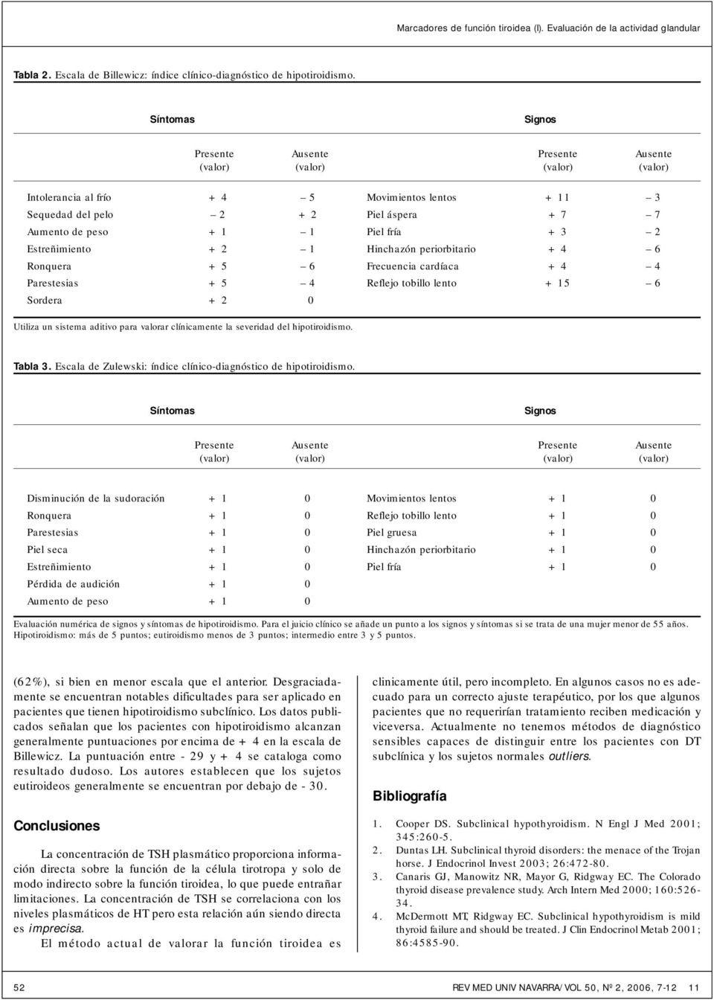 Marcadores de función tiroidea (I). Evaluación de la actividad glandular
Tabla 2. Escala de Billewicz: índice clínico-diagnóstico de hipotiroidismo.
Síntomas Signos
Presente Ausente Presente Ausente
(valor) (valor) (valor) (valor)
Intolerancia al frío + 4 – 5 Movimientos lentos + 11 – 3
Sequedad del pelo – 2 + 2 Piel áspera + 7 – 7
Aumento de peso + 1 – 1 Piel fría + 3 – 2
Estreñimiento + 2 – 1 Hinchazón periorbitario + 4 – 6
Ronquera + 5 – 6 Frecuencia cardíaca + 4 – 4
Parestesias + 5 – 4 Reflejo tobillo lento + 15 – 6
Sordera + 2 0
Utiliza un sistema aditivo para valorar clínicamente la severidad del hipotiroidismo.
Tabla 3. Escala de Zulewski: índice clínico-diagnóstico de hipotiroidismo.
Síntomas Signos
Presente Ausente Presente Ausente
(valor) (valor) (valor) (valor)
Disminución de la sudoración + 1 0 Movimientos lentos + 1 0
Ronquera + 1 0 Reflejo tobillo lento + 1 0
Parestesias + 1 0 Piel gruesa + 1 0
Piel seca + 1 0 Hinchazón periorbitario + 1 0
Estreñimiento + 1 0 Piel fría + 1 0
Pérdida de audición + 1 0
Aumento de peso + 1 0
Evaluación numérica de signos y síntomas de hipotiroidismo. Para el juicio clínico se añade un punto a los signos y síntomas si se trata de una mujer menor de 55 años.
Hipotiroidismo: más de 5 puntos; eutiroidismo menos de 3 puntos; intermedio entre 3 y 5 puntos.
(62%), si bien en menor escala que el anterior. Desgraciada-
mente se encuentran notables dificultades para ser aplicado en
pacientes que tienen hipotiroidismo subclínico. Los datos publi-
cados señalan que los pacientes con hipotiroidismo alcanzan
generalmente puntuaciones por encima de + 4 en la escala de
Billewicz. La puntuación entre - 29 y + 4 se cataloga como
resultado dudoso. Los autores establecen que los sujetos
eutiroideos generalmente se encuentran por debajo de - 30.
Conclusiones
La concentración de TSH plasmático proporciona informa-
ción directa sobre la función de la célula tirotropa y solo de
modo indirecto sobre la función tiroidea, lo que puede entrañar
limitaciones. La concentración de TSH se correlaciona con los
niveles plasmáticos de HT pero esta relación aún siendo directa
es imprecisa.
El método actual de valorar la función tiroidea es
clinicamente útil, pero incompleto. En algunos casos no es ade-
cuado para un correcto ajuste terapéutico, por los que algunos
pacientes que no requerirían tratamiento reciben medicación y
viceversa. Actualmente no tenemos métodos de diagnóstico
sensibles capaces de distinguir entre los pacientes con DT
subclínica y los sujetos normales outliers.
Bibliografía
1. Cooper DS. Subclinical hypothyroidism. N Engl J Med 2001;
345:260-5.
2. Duntas LH. Subclinical thyroid disorders: the menace of the Trojan
horse. J Endocrinol Invest 2003; 26:472-80.
3. Canaris GJ, Manowitz NR, Mayor G, Ridgway EC. The Colorado
thyroid disease prevalence study. Arch Intern Med 2000; 160:526-
34.
4. McDermott MT, Ridgway EC. Subclinical hypothyroidism is mild
thyroid failure and should be treated. J Clin Endocrinol Metab 2001;
86:4585-90.
52 REV MED UNIV NAVARRA/VOL 50, Nº 2, 2006, 7-12 11